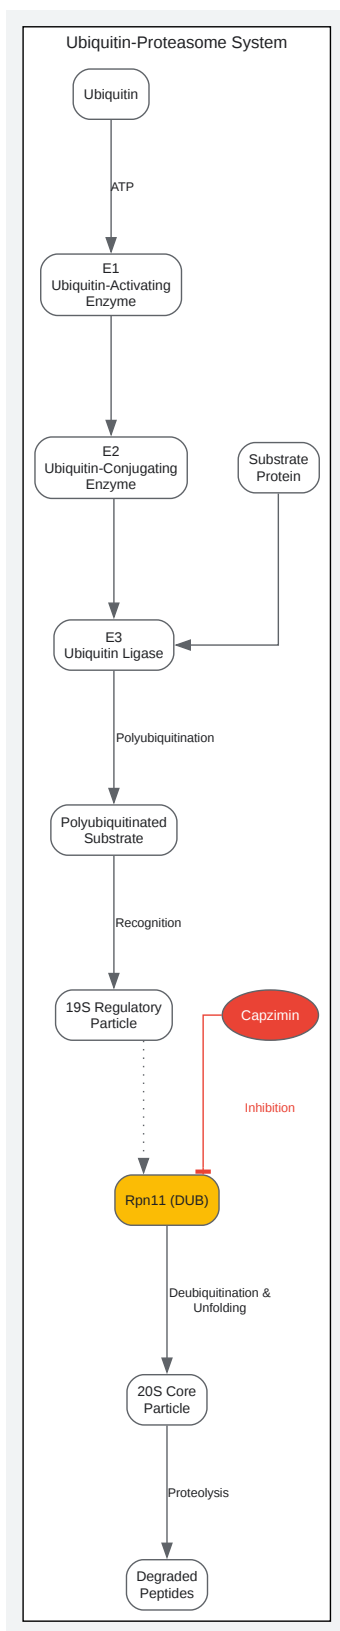 Ubiquitin-Proteasome System
Ubiquitin
ATP
E1
Ubiquitin-Activating
Enzyme
E2
Ubiquitin-Conjugating
Enzyme
Substrate
Protein
E3
Ubiquitin Ligase
Polyubiquitination
Polyubiquitinated
Substrate
Recognition
19S Regulatory
Particle
Capzimin
Inhibition
Rpn11 (DUB)
Deubiquitination &
Unfolding
20S Core
Particle
Proteolysis
Degraded
Peptides